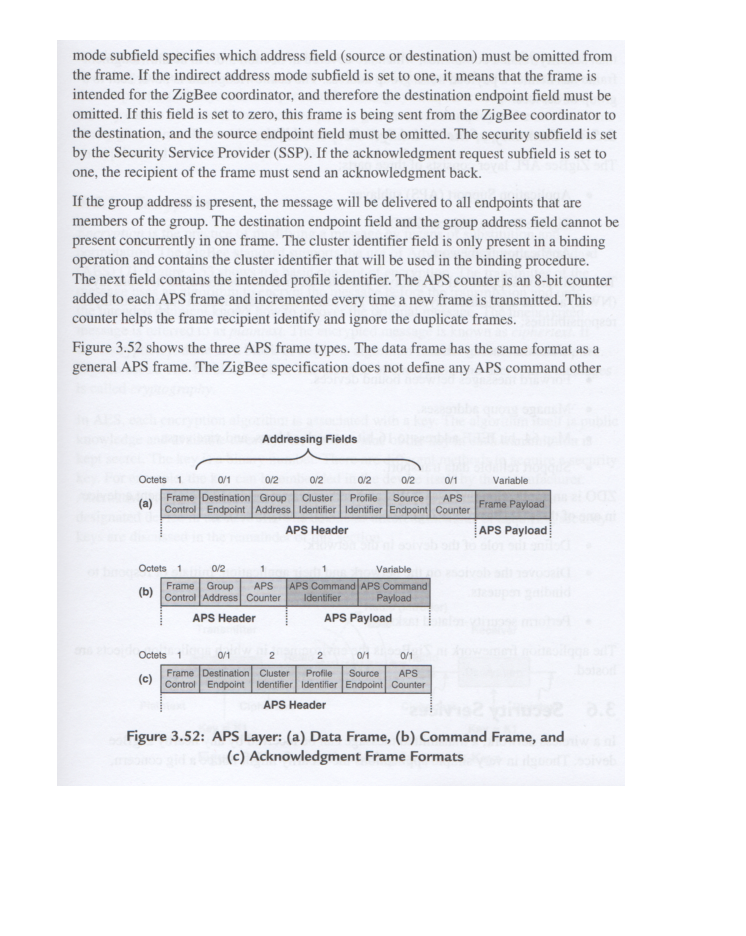 mode subfield specifies which address field (source or destination) must be omitted from
the frame. If the indirect address mode subfield is set to one, it means that the frame is
intended for the ZigBee coordinator, and therefore the destination endpoint field must be
omitted. If this field is set to zero, this frame is being sent from the ZigBee coordinator to
the destination, and the source endpoint field must be omitted. The security subfield is set
by the Security Service Provider (SSP). If the acknowledgment request subfield is set to
one, the recipient of the frame must send an acknowledgment back.
If the group address is present, the message will be delivered to all endpoints that are
members of the group. The destination endpoint field and the group address field cannot be
present concurrently in one frame. The cluster identifier field is only present in a binding
operation and contains the cluster identifier that will be used in the binding procedure.
The next field contains the intended profile identifier. The APS counter is an 8-bit counter
added to each APS frame and incremented every time a new frame is transmitted. This
counter helps the frame recipient identify and ignore the duplicate frames.
Figure 3.52 shows the three APS frame types. The data frame has the same format as a
general APS frame. The ZigBee specification does not define any APS command other
Addressing Fields
Octets 1 0/1 0/2 0/2 0/2 0/2 0/1 Variable
(a) Frame Control Destination Endpoint Group Address Cluster Identifier Profile Identifier Source Endpoint APS Counter Frame Payload
APS Header APS Payload
Octets 1 0/2 1 1 Variable
(b) Frame Control Group Address APS Counter APS Command Identifier APS Command Payload
APS Header APS Payload
Octets 1 0/1 2 2 0/1 0/1
(c) Frame Control Destination Endpoint Cluster Identifier Profile Identifier Source Endpoint APS Counter
APS Header
Figure 3.52: APS Layer: (a) Data Frame, (b) Command Frame, and
(c) Acknowledgment Frame Formats